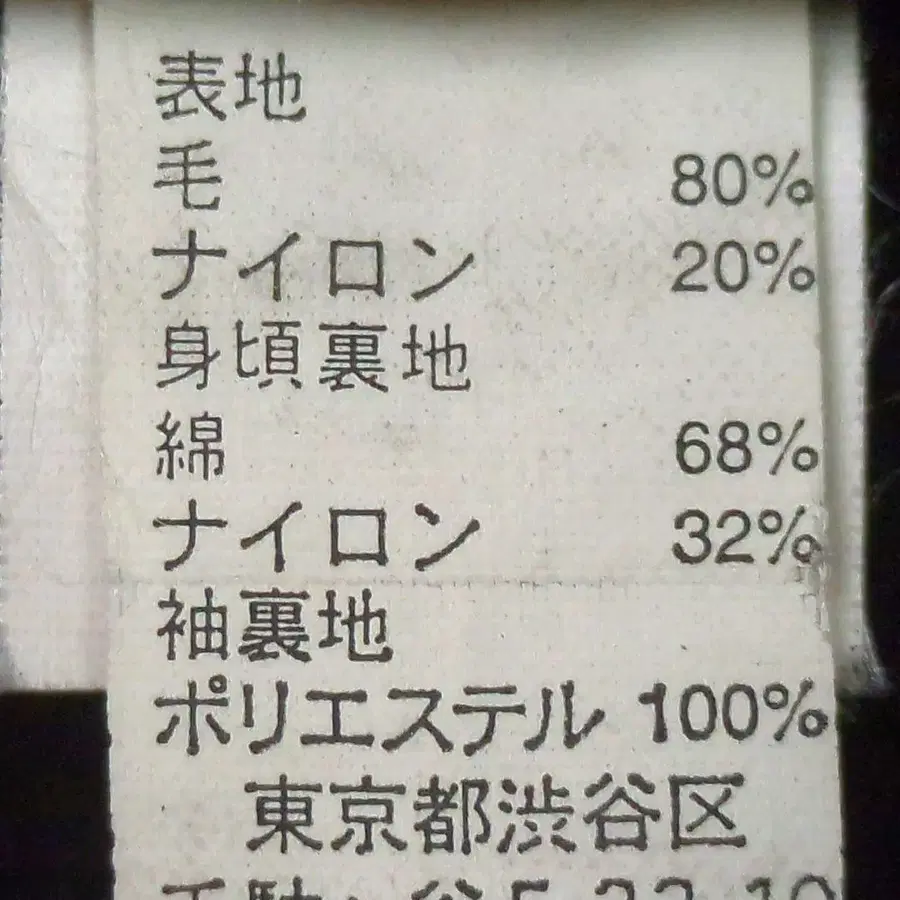 表地
毛 80%
ナイロン 20%
身頃裏地
綿 68%
ナイロン 32%
袖裏地
ポリエステル 100%
東京都渋谷区